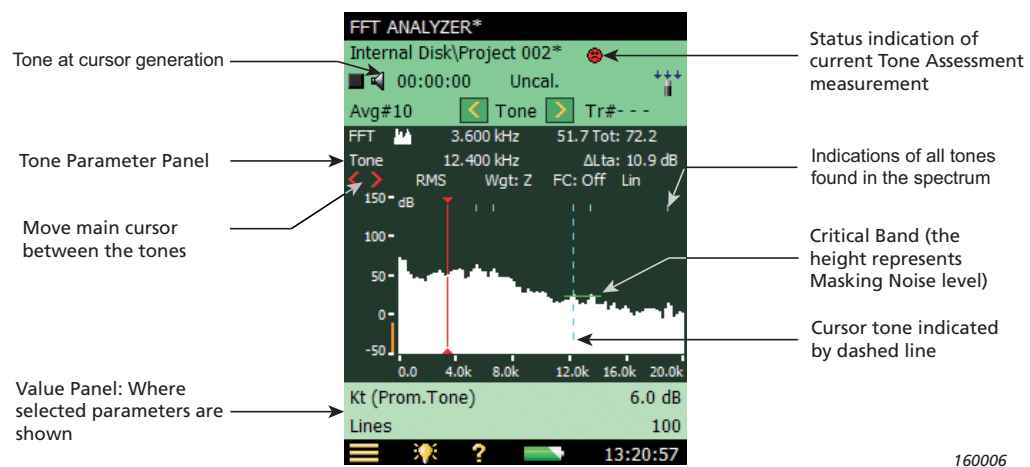 FFT ANALYZER*
Internal Disk\Project 002*
00:00:00 Uncal.
Avg#10 < Tone > Tr#- - -
FFT 3.600 kHz 51.7 Tot: 72.2
Tone 12.400 kHz ΔLta: 10.9 dB
< > RMS Wgt: Z FC: Off Lin
150 dB
100
50
0
-50
0.0 4.0k 8.0k 12.0k 16.0k 20.0k
Kt (Prom.Tone) 6.0 dB
Lines 100
? 13:20:57
Tone at cursor generation
Tone Parameter Panel
Move main cursor
between the tones
Value Panel: Where
selected parameters are
shown
Status indication of
current Tone Assessment
measurement
Indications of all tones
found in the spectrum
Critical Band (the
height represents
Masking Noise level)
Cursor tone indicated
by dashed line
160006